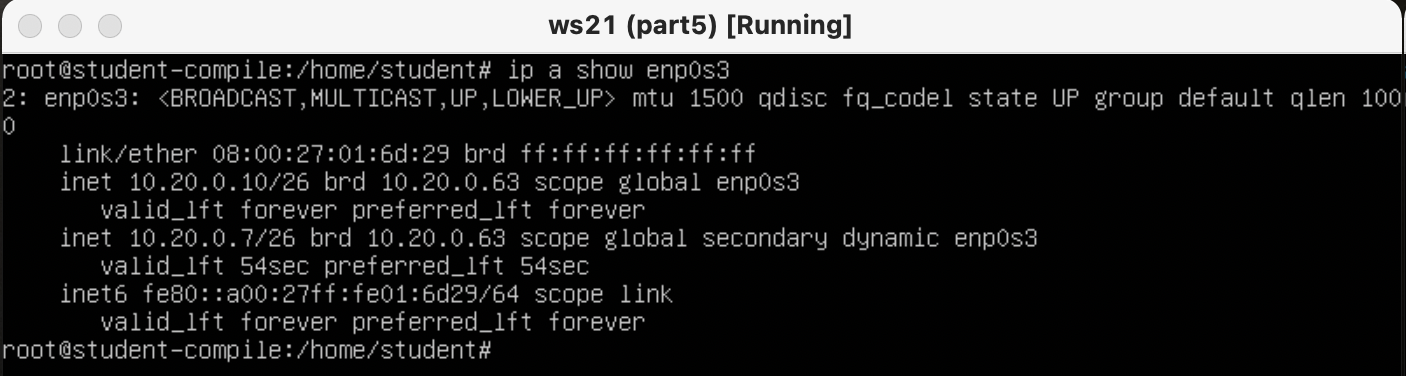 ws21 (part5) [Running]
root@student-compile:/home/student# ip a show enp0s3
2: enp0s3: <BROADCAST,MULTICAST,UP,LOWER_UP> mtu 1500 qdisc fq_codel state UP group default qlen 100
0
    link/ether 08:00:27:01:6d:29 brd ff:ff:ff:ff:ff:ff
    inet 10.20.0.10/26 brd 10.20.0.63 scope global enp0s3
       valid_lft forever preferred_lft forever
    inet 10.20.0.7/26 brd 10.20.0.63 scope global secondary dynamic enp0s3
       valid_lft 54sec preferred_lft 54sec
    inet6 fe80::a00:27ff:fe01:6d29/64 scope link
       valid_lft forever preferred_lft forever
root@student-compile:/home/student#